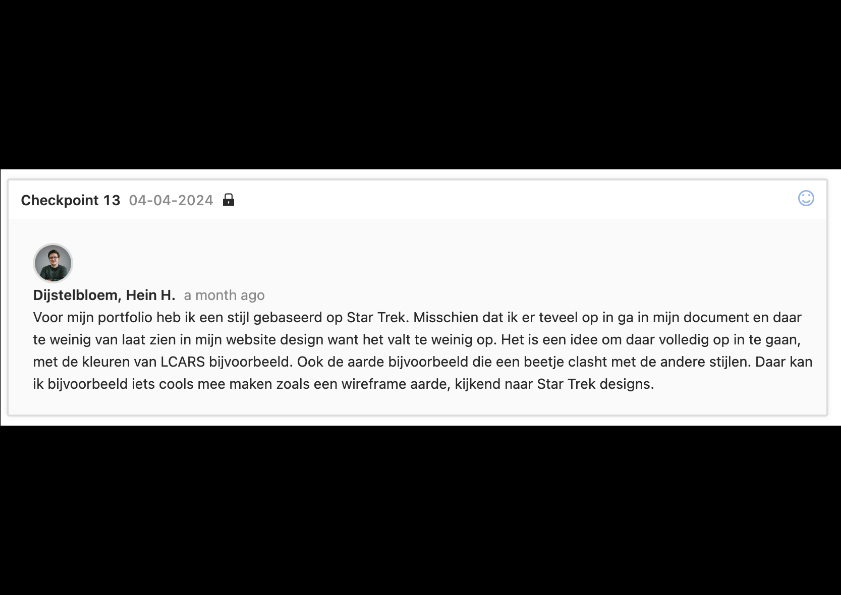 Checkpoint 13 04-04-2024
Dijstelbloem, Hein H. a month ago
Voor mijn portfolio heb ik een stijl gebaseerd op Star Trek. Misschien dat ik er teveel op in ga in mijn document en daar
te weinig van laat zien in mijn website design want het valt te weinig op. Het is een idee om daar volledig op in te gaan,
met de kleuren van LCARS bijvoorbeeld. Ook de aarde bijvoorbeeld die een beetje clasht met de andere stijlen. Daar kan
ik bijvoorbeeld iets cools mee maken zoals een wireframe aarde, kijkend naar Star Trek designs.